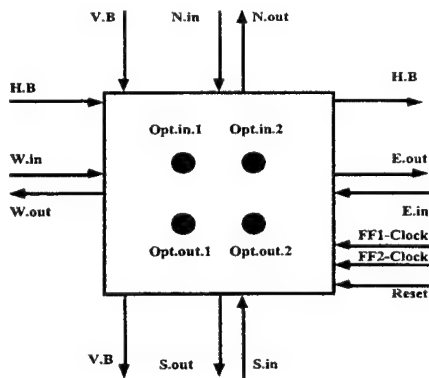 V.B N.in N.out
H.B H.B
Opt.in.1 Opt.in.2
W.in E.out
W.out E.in
FF1-Clock
Opt.out.1 Opt.out.2 FF2-Clock
Reset
V.B S.out S.in